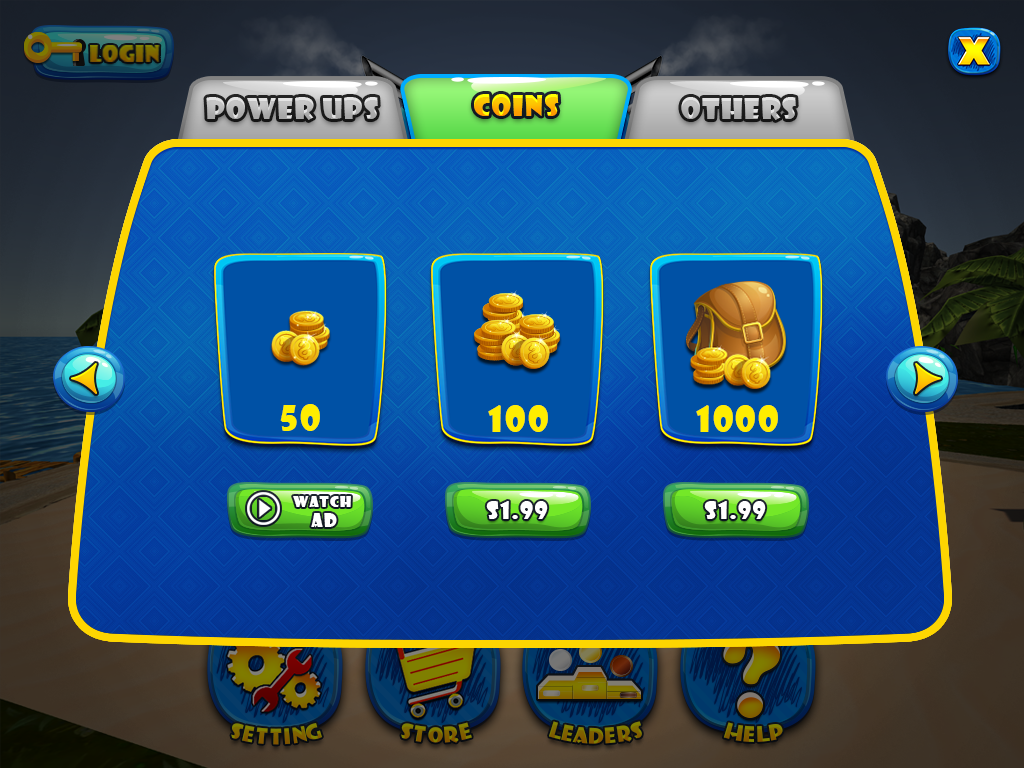 LOGIN
X
POWER UPS
COINS
OTHERS
50
100
1000
WATCH
AD
$1.99
$1.99
SETTING
STORE
LEADERS
HELP